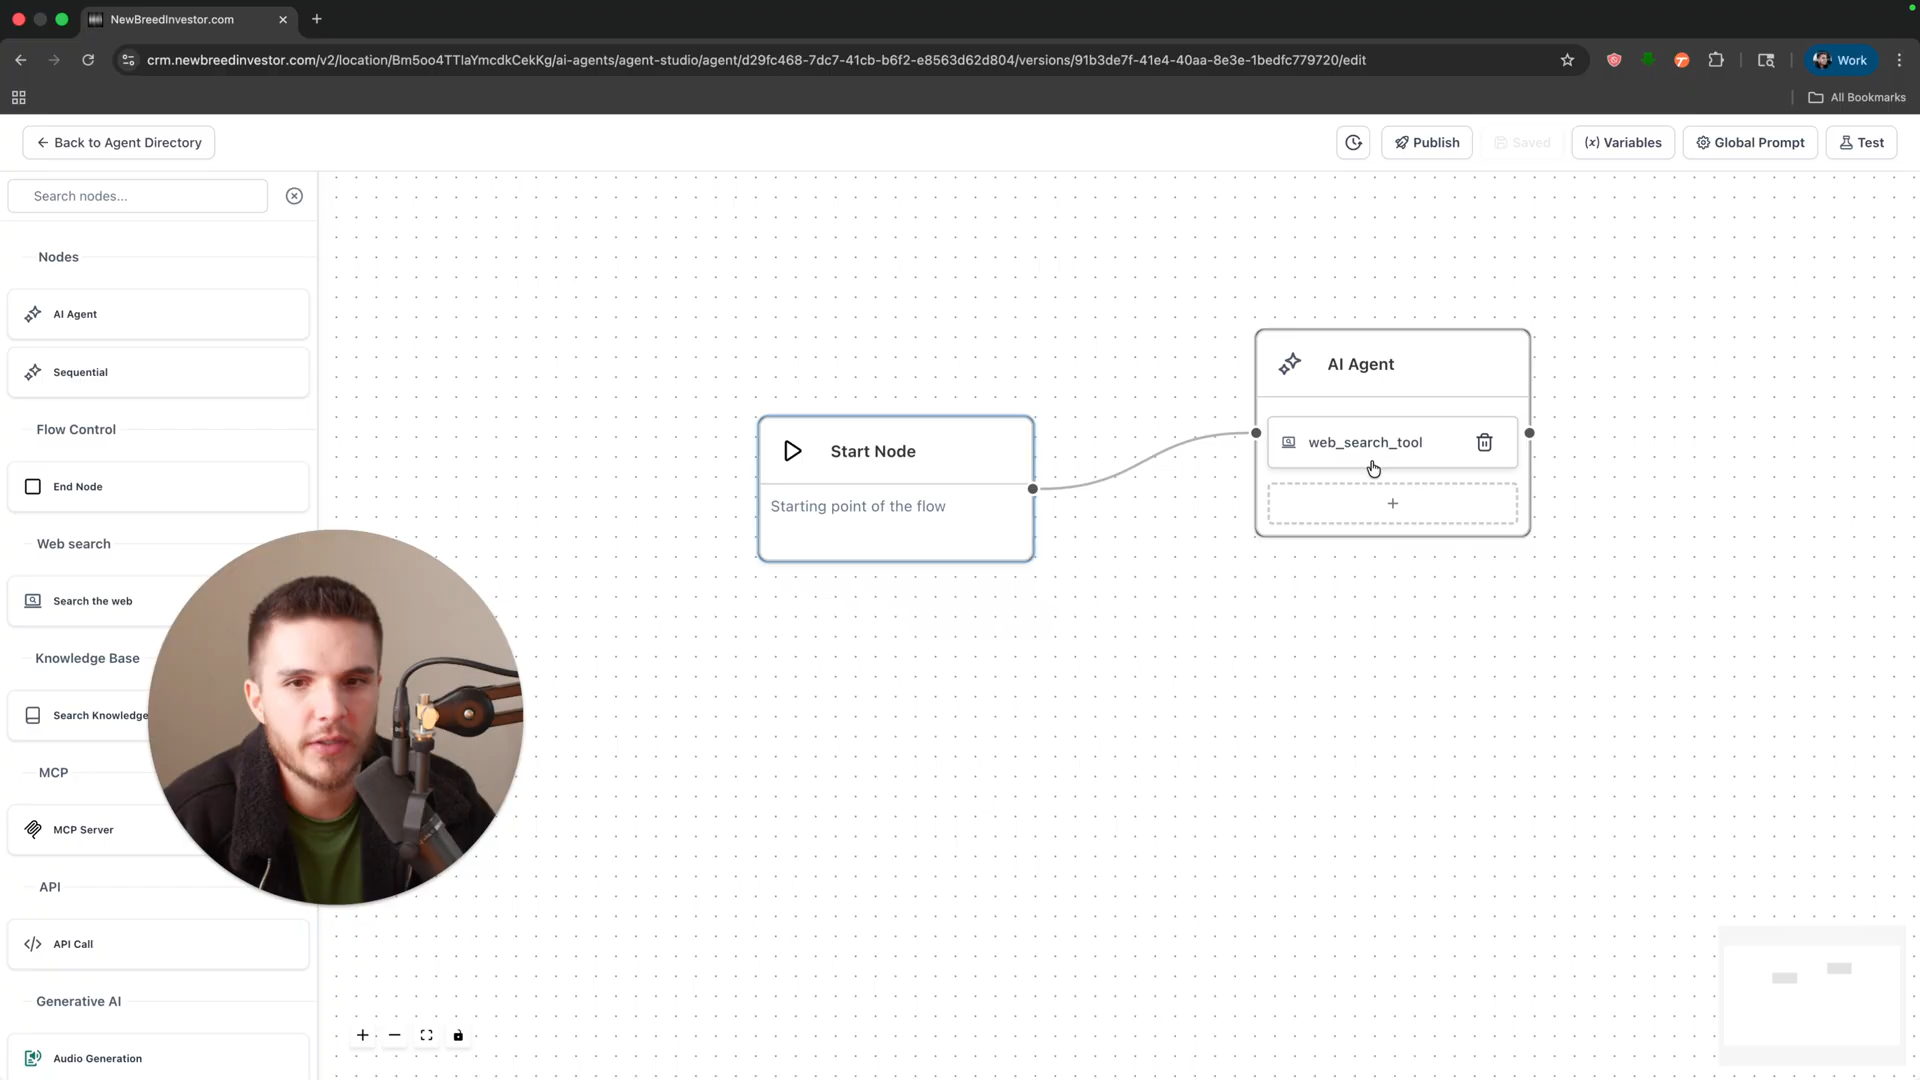 NewBreedInvestor.com
crm.newbreedinvestor.com/v2/location/Bm5oo4TTlaYmcdkCekKg/ai-agents/agent-studio/agent/d29fc468-7dc7-41cb-b6f2-e8563d62d804/versions/91b3de7f-41e4-40aa-8e3e-1bedfc779720/edit
Work
All Bookmarks
Back to Agent Directory
Publish
Saved
(x) Variables
Global Prompt
Test
Search nodes...
Nodes
AI Agent
Sequential
Flow Control
End Node
Web search
Search the web
Knowledge Base
Search Knowledge
MCP
MCP Server
API
API Call
Generative AI
Audio Generation
Start Node
Starting point of the flow
AI Agent
web_search_tool